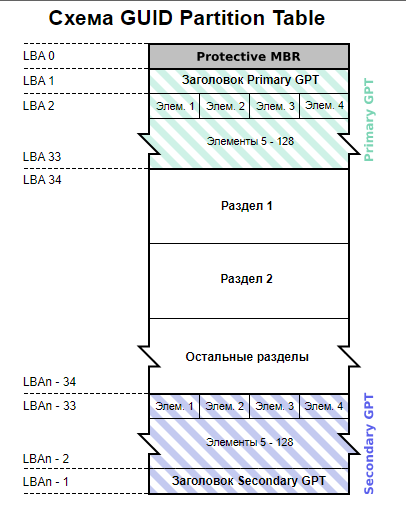 Схема GUID Partition Table
LBA 0
Protective MBR
LBA 1
Заголовок Primary GPT
LBA 2
Элем. 1
Элем. 2
Элем. 3
Элем. 4
Элементы 5 - 128
LBA 33
Primary GPT
LBA 34
Раздел 1
Раздел 2
Остальные разделы
LBAn - 34
LBAn - 33
Элем. 1
Элем. 2
Элем. 3
Элем. 4
Элементы 5 - 128
LBAn - 2
LBAn - 1
Заголовок Secondary GPT
Secondary GPT